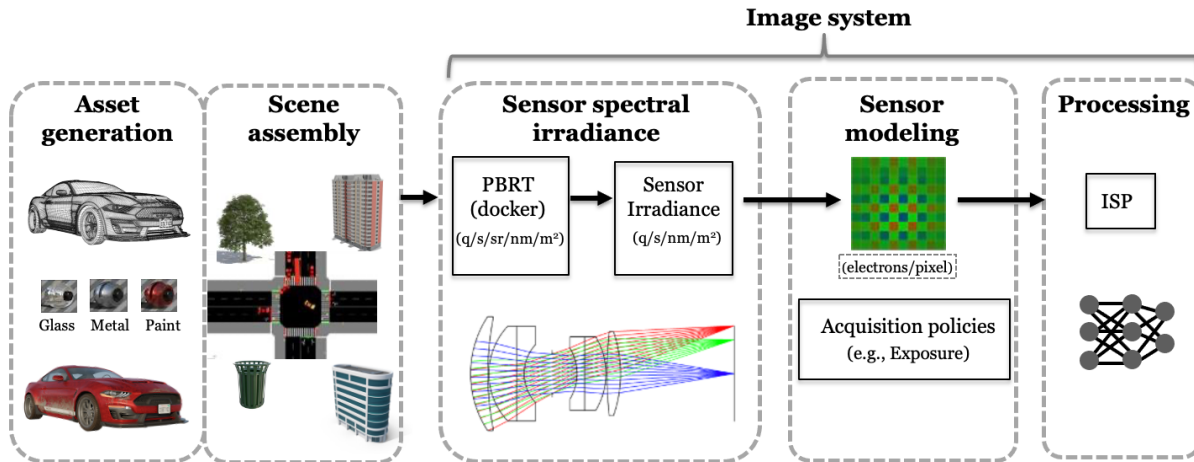 Image system
Asset
generation
Scene
assembly
Sensor spectral
irradiance
Sensor
modeling
Processing
Glass
Metal
Paint
PBRT
(docker)
(q/s/sr/nm/m²)
Sensor
Irradiance
(q/s/nm/m²)
(electrons/pixel)
Acquisition policies
(e.g., Exposure)
ISP